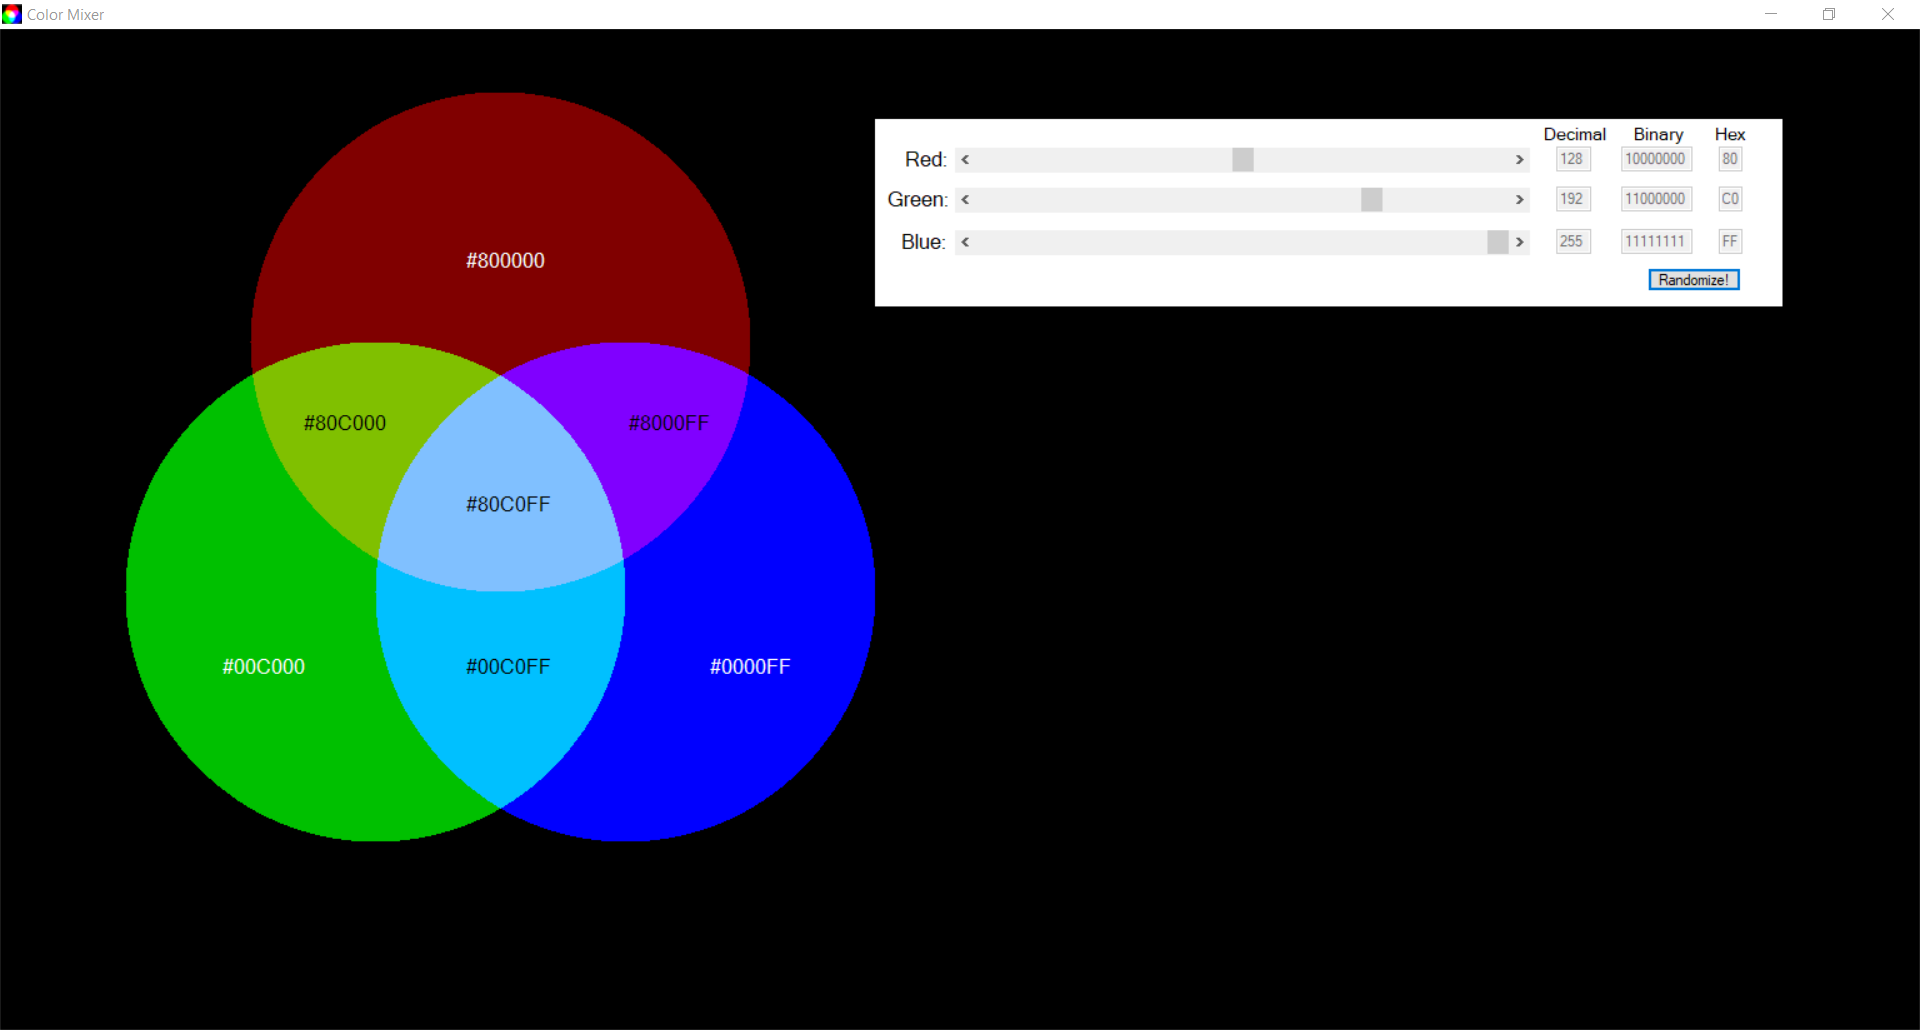 Color Mixer
Decimal Binary Hex
Red: < > 128 10000000 80
Green: < > 192 11000000 C0
Blue: < > 255 11111111 FF
Randomize!
#800000
#80C000 #8000FF
#80C0FF
#00C000 #00C0FF #0000FF